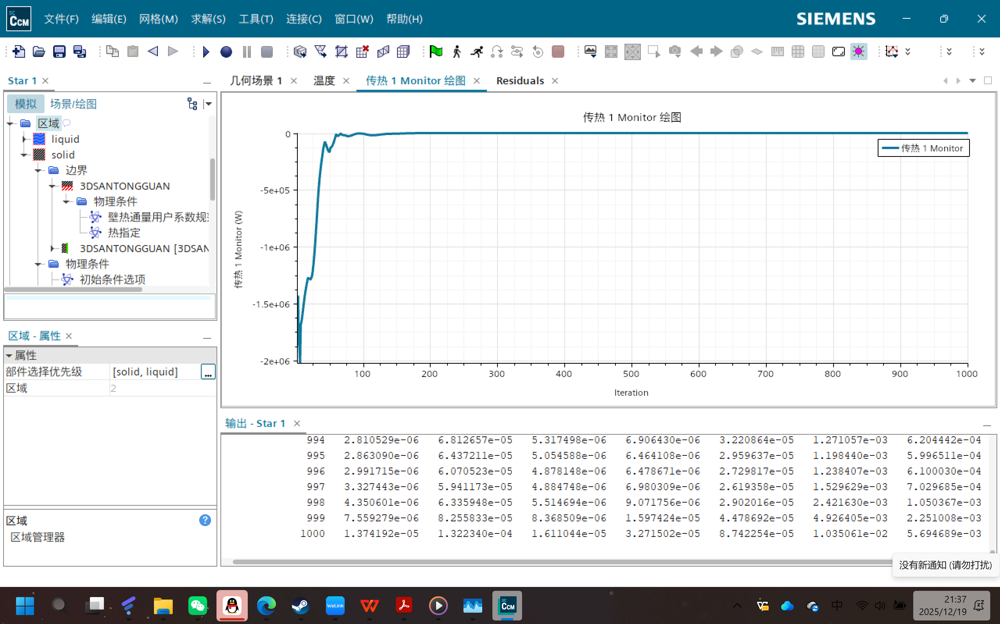 SC
CCM
文件(F) 编辑(E) 网格(M) 求解(S) 工具(T) 连接(C) 窗口(W) 帮助(H)
SIEMENS
Star 1
几何场景 1 温度 传热 1 Monitor 绘图 Residuals
模拟 场景/绘图
区域
liquid
solid
边界
3DSANTONGGUAN
物理条件
壁热通量用户系数规
热指定
3DSANTONGGUAN [3DSAN
物理条件
初始条件选项
传热 1 Monitor 绘图
传热 1 Monitor
传热 1 Monitor (W)
0
-5e+05
-1e+06
-1.5e+06
-2e+06
100 200 300 400 500 600 700 800 900 1000
Iteration
区域 - 属性
属性
部件选择优先级 [solid, liquid] ...
区域 2
区域
区域管理器
输出 - Star 1
994 2.810529e-06 6.812657e-05 5.317498e-06 6.906430e-06 3.220864e-05 1.271057e-03 6.204442e-04
995 2.863090e-06 6.437211e-05 5.054588e-06 6.464108e-06 2.959637e-05 1.198440e-03 5.996511e-04
996 2.991715e-06 6.070523e-05 4.878148e-06 6.478671e-06 2.729817e-05 1.238407e-03 6.100030e-04
997 3.327443e-06 5.941173e-05 4.884748e-06 6.980309e-06 2.619358e-05 1.529629e-03 7.029685e-04
998 4.350601e-06 6.335948e-05 5.514694e-06 9.071756e-06 2.902016e-05 2.421630e-03 1.050367e-03
999 7.559279e-06 8.255833e-05 8.368509e-06 1.597424e-05 4.478692e-05 4.926405e-03 2.251008e-03
1000 1.374192e-05 1.322340e-04 1.611044e-05 3.271502e-05 8.742254e-05 1.035061e-02 5.694689e-03
没有新通知 (请勿打扰)
WeLink
SC
CCM
中
21:37
2025/12/19